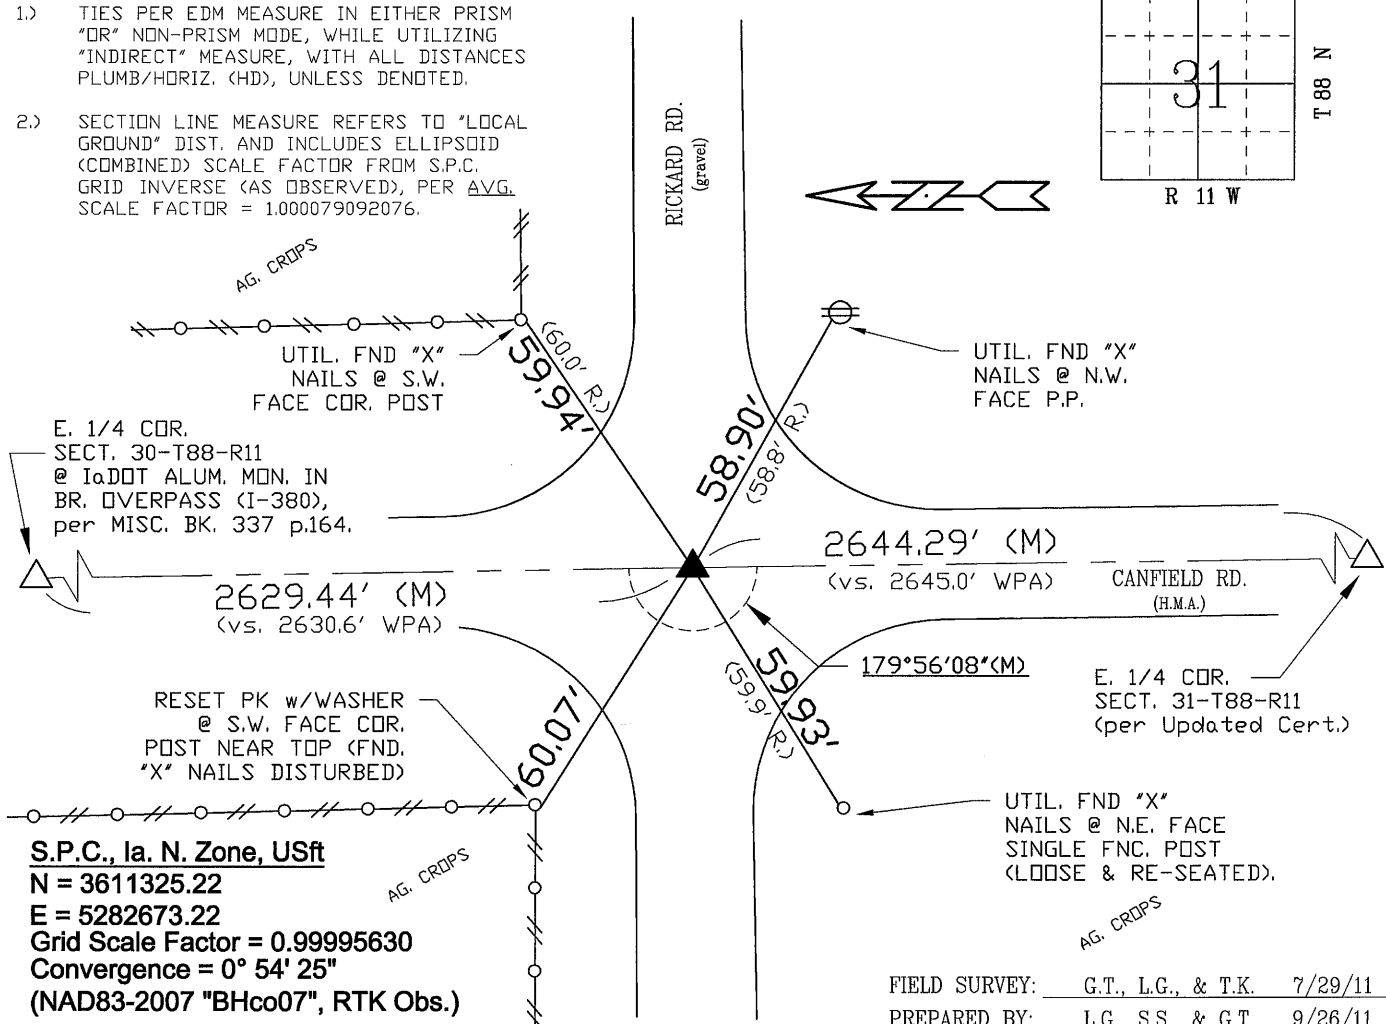 1.) TIES PER EDM MEASURE IN EITHER PRISM
"OR" NON-PRISM MODE, WHILE UTILIZING
"INDIRECT" MEASURE, WITH ALL DISTANCES
PLUMB/HORIZ. (HD), UNLESS DENOTED.
2.) SECTION LINE MEASURE REFERS TO "LOCAL
GROUND" DIST. AND INCLUDES ELLIPSOID
(COMBINED) SCALE FACTOR FROM S.P.C.
GRID INVERSE (AS OBSERVED), PER AVG.
SCALE FACTOR = 1.000079092076.
31
T 88 N
R 11 W
RICKARD RD.
(gravel)
Z
AG. CROPS
UTIL. FND "X"
NAILS @ S.W.
FACE COR. POST
(60.0' R.)
59.94'
UTIL. FND "X"
NAILS @ N.W.
FACE P.P.
58.90'
(58.8' R.)
E. 1/4 COR.
SECT. 30-T88-R11
@ IaDOT ALUM. MON. IN
BR. OVERPASS (I-380),
per MISC. BK. 337 p.164.
2629.44' (M)
(vs. 2630.6' WPA)
2644.29' (M)
(vs. 2645.0' WPA)
CANFIELD RD.
(H.M.A.)
179°56'08"(M)
E. 1/4 COR.
SECT. 31-T88-R11
(per Updated Cert.)
RESET PK w/WASHER
@ S.W. FACE COR.
POST NEAR TOP (FND.
"X" NAILS DISTURBED)
60.07'
59.93'
(59.9' R.)
UTIL. FND "X"
NAILS @ N.E. FACE
SINGLE FNC. POST
(LOOSE & RE-SEATED).
S.P.C., Ia. N. Zone, USft
N = 3611325.22
E = 5282673.22
Grid Scale Factor = 0.99995630
Convergence = 0° 54' 25"
(NAD83-2007 "BHco07", RTK Obs.)
AG. CROPS
AG. CROPS
FIELD SURVEY: G.T., L.G., & T.K. 7/29/11
PREPARED BY: L.G., S.S., & G.T. 9/26/11